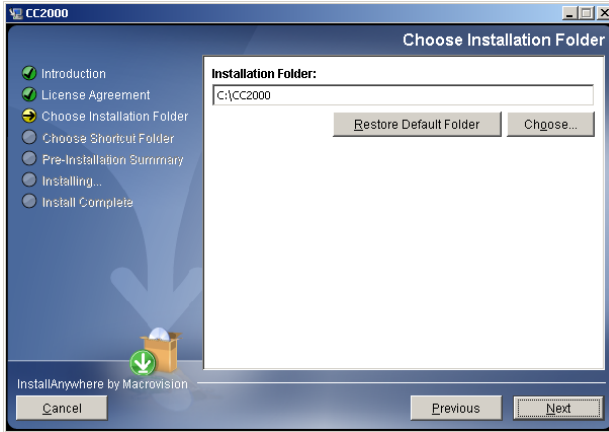 CC2000
Choose Installation Folder
Introduction
License Agreement
Choose Installation Folder
Choose Shortcut Folder
Pre-Installation Summary
Installing...
Install Complete
Installation Folder:
C:\CC2000
Restore Default Folder
Choose...
InstallAnywhere by Macrovision
Cancel
Previous
Next